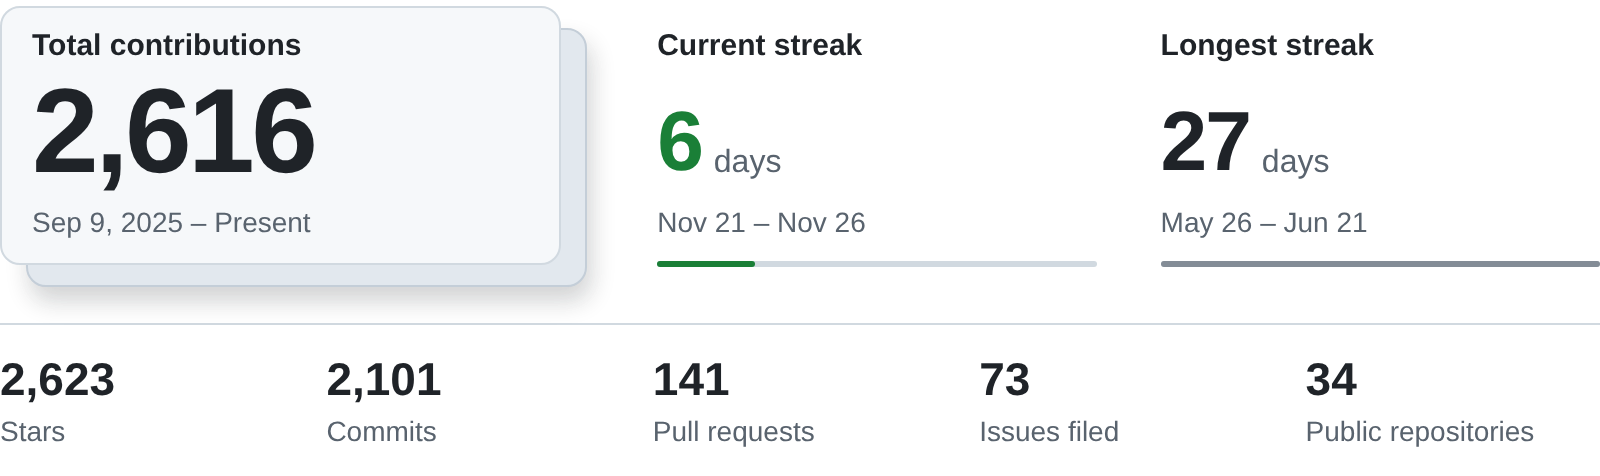 Total contributions
2,616
Sep 9, 2025 – Present
Current streak
6 days
Nov 21 – Nov 26
Longest streak
27 days
May 26 – Jun 21
2,623
Stars
2,101
Commits
141
Pull requests
73
Issues filed
34
Public repositories